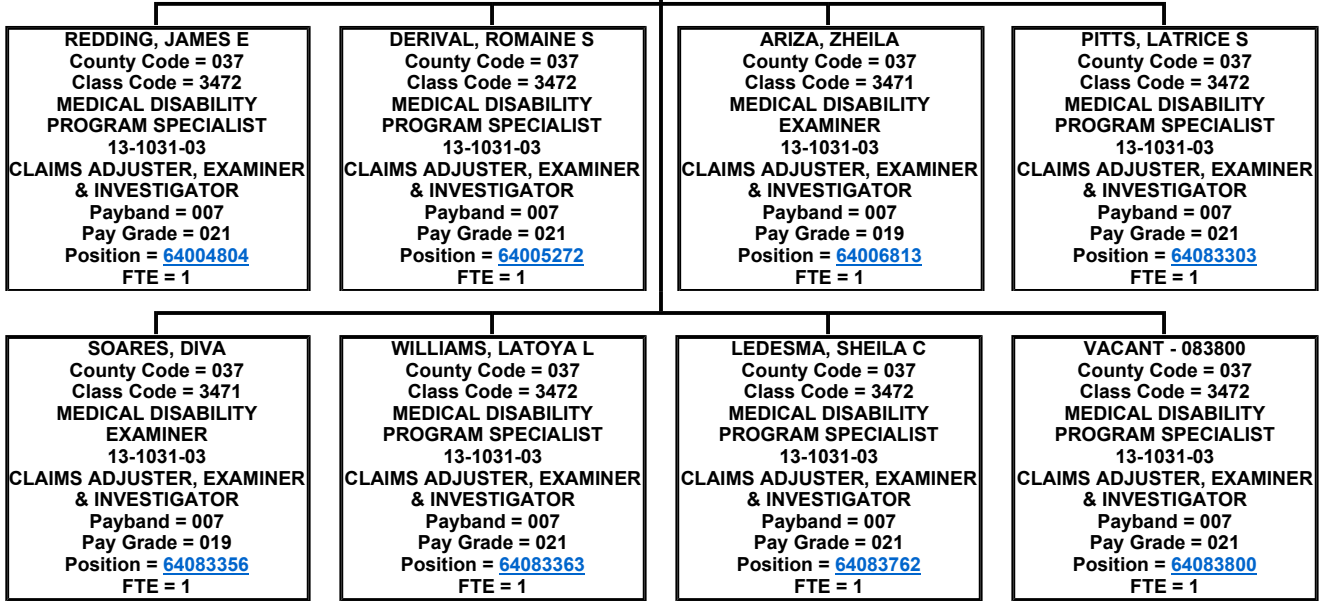 REDDING, JAMES E
County Code = 037
Class Code = 3472
MEDICAL DISABILITY
PROGRAM SPECIALIST
13-1031-03
CLAIMS ADJUSTER, EXAMINER
& INVESTIGATOR
Payband = 007
Pay Grade = 021
Position = 64004804
FTE = 1
DERIVAL, ROMAINE S
County Code = 037
Class Code = 3472
MEDICAL DISABILITY
PROGRAM SPECIALIST
13-1031-03
CLAIMS ADJUSTER, EXAMINER
& INVESTIGATOR
Payband = 007
Pay Grade = 021
Position = 64005272
FTE = 1
ARIZA, ZHEILA
County Code = 037
Class Code = 3471
MEDICAL DISABILITY
EXAMINER
13-1031-03
CLAIMS ADJUSTER, EXAMINER
& INVESTIGATOR
Payband = 007
Pay Grade = 019
Position = 64006813
FTE = 1
PITTS, LATRICE S
County Code = 037
Class Code = 3472
MEDICAL DISABILITY
PROGRAM SPECIALIST
13-1031-03
CLAIMS ADJUSTER, EXAMINER
& INVESTIGATOR
Payband = 007
Pay Grade = 021
Position = 64083303
FTE = 1
SOARES, DIVA
County Code = 037
Class Code = 3471
MEDICAL DISABILITY
EXAMINER
13-1031-03
CLAIMS ADJUSTER, EXAMINER
& INVESTIGATOR
Payband = 007
Pay Grade = 019
Position = 64083356
FTE = 1
WILLIAMS, LATOYA L
County Code = 037
Class Code = 3472
MEDICAL DISABILITY
PROGRAM SPECIALIST
13-1031-03
CLAIMS ADJUSTER, EXAMINER
& INVESTIGATOR
Payband = 007
Pay Grade = 021
Position = 64083363
FTE = 1
LEDESMA, SHEILA C
County Code = 037
Class Code = 3472
MEDICAL DISABILITY
PROGRAM SPECIALIST
13-1031-03
CLAIMS ADJUSTER, EXAMINER
& INVESTIGATOR
Payband = 007
Pay Grade = 021
Position = 64083762
FTE = 1
VACANT - 083800
County Code = 037
Class Code = 3472
MEDICAL DISABILITY
PROGRAM SPECIALIST
13-1031-03
CLAIMS ADJUSTER, EXAMINER
& INVESTIGATOR
Payband = 007
Pay Grade = 021
Position = 64083800
FTE = 1